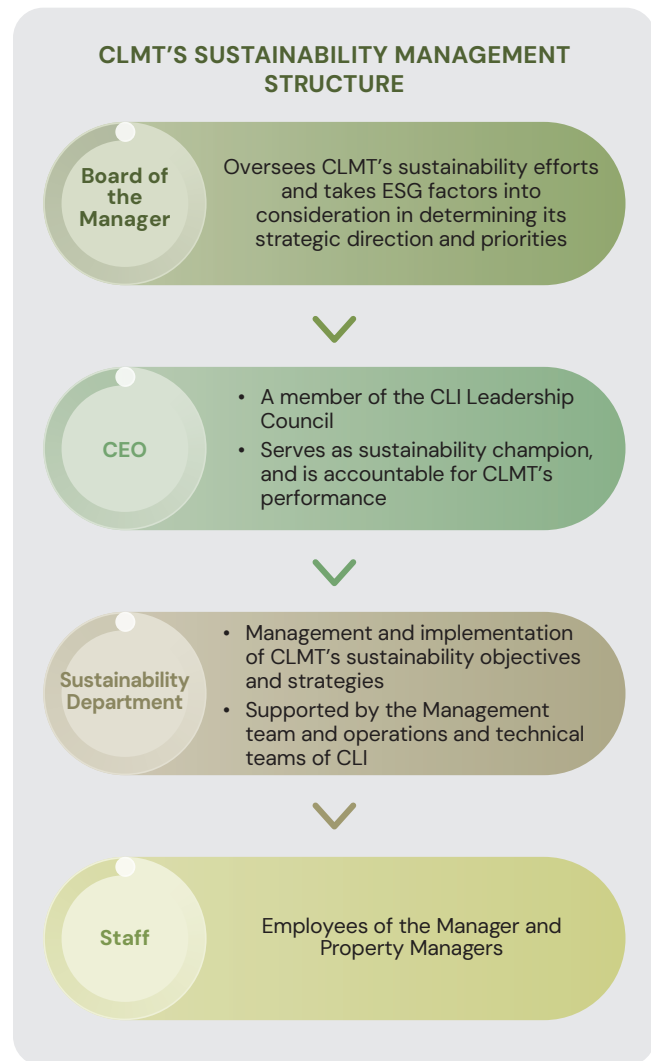 CLMT’S SUSTAINABILITY MANAGEMENT
STRUCTURE
Board of
the
Manager
Oversees CLMT’s sustainability efforts
and takes ESG factors into
consideration in determining its
strategic direction and priorities
CEO
• A member of the CLI Leadership
Council
• Serves as sustainability champion,
and is accountable for CLMT’s
performance
Sustainability
Department
• Management and implementation
of CLMT’s sustainability objectives
and strategies
• Supported by the Management
team and operations and technical
teams of CLI
Staff
Employees of the Manager and
Property Managers